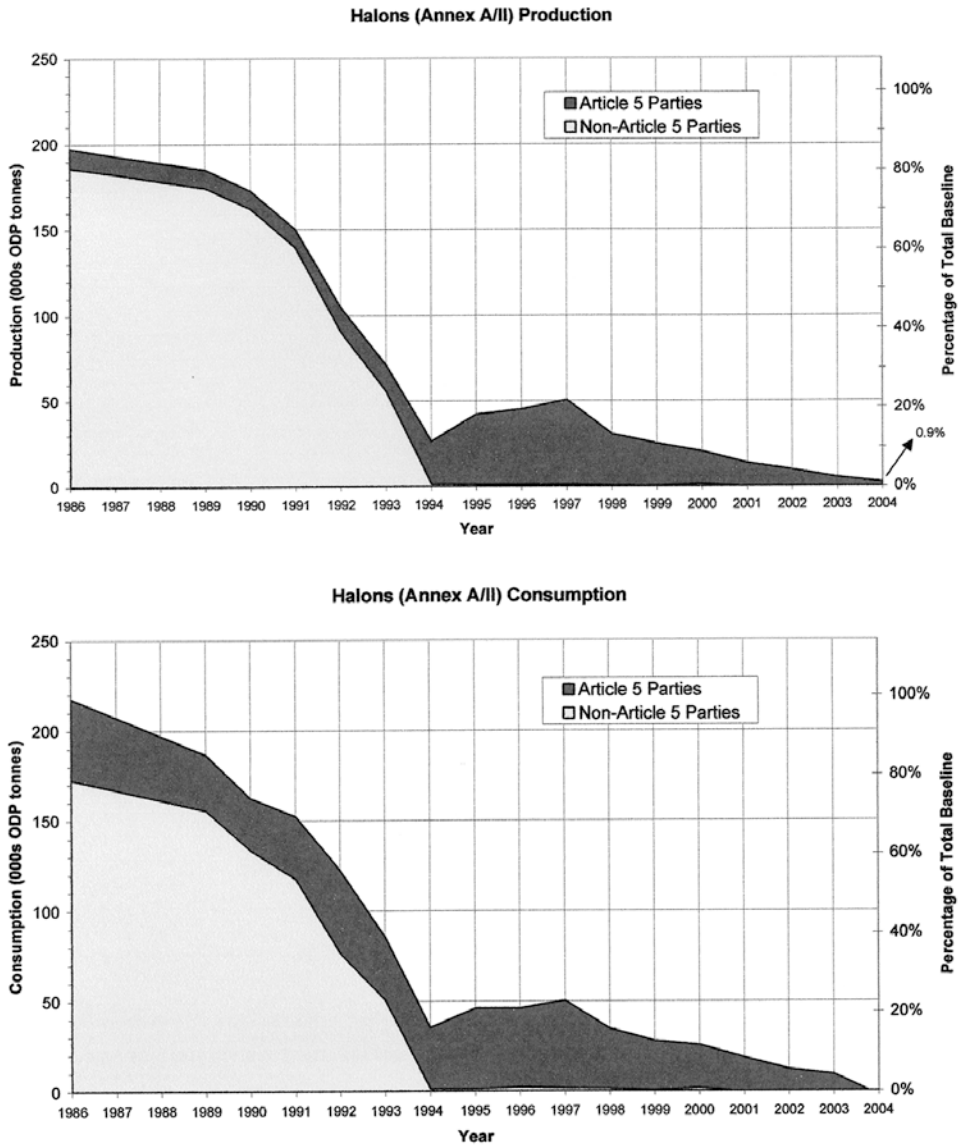 Halons (Annex A/II) Production
250
200
150
100
50
0
Production (000s ODP tonnes)
Article 5 Parties
Non-Article 5 Parties
100%
80%
60%
40%
20%
0%
0.9%
Percentage of Total Baseline
1986 1987 1988 1989 1990 1991 1992 1993 1994 1995 1996 1997 1998 1999 2000 2001 2002 2003 2004
Year
Halons (Annex A/II) Consumption
250
200
150
100
50
0
Consumption (000s ODP tonnes)
Article 5 Parties
Non-Article 5 Parties
100%
80%
60%
40%
20%
0%
Percentage of Total Baseline
1986 1987 1988 1989 1990 1991 1992 1993 1994 1995 1996 1997 1998 1999 2000 2001 2002 2003 2004
Year